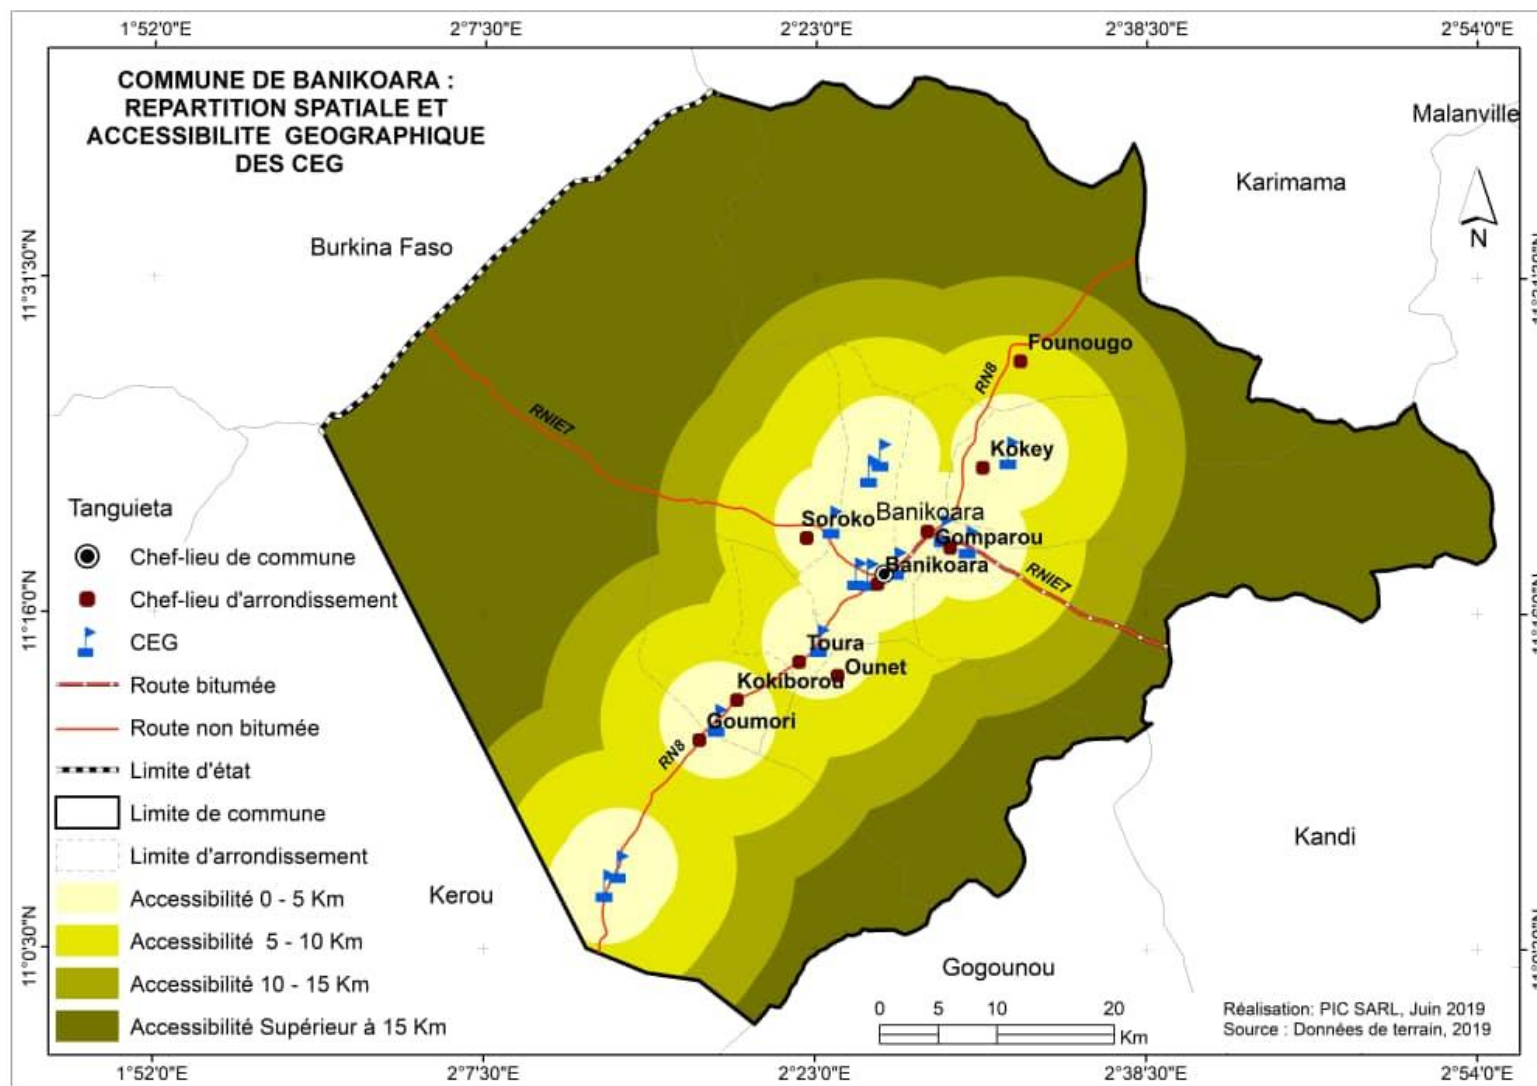 1°52'0"E
2°7'30"E
2°23'0"E
2°38'30"E
2°54'0"E
COMMUNE DE BANIKOARA :
REPARTITION SPATIALE ET
ACCESSIBILITE GEOGRAPHIQUE
DES CEG
Malanville
Karimama
N
Burkina Faso
11°31'30"N
Founougo
RN8
RNIE7
Kokey
Tanguieta
Soroko
Banikoara
Gomparou
Banikoara
RNIE7
11°16'0"N
Toura
Ounet
Kokiborou
Goumori
RN8
Chef-lieu de commune
Chef-lieu d'arrondissement
CEG
Route bitumée
Route non bitumée
Limite d'état
Limite de commune
Limite d'arrondissement
Accessibilité 0 - 5 Km
Accessibilité 5 - 10 Km
Accessibilité 10 - 15 Km
Accessibilité Supérieur à 15 Km
Kandi
Kerou
Gogounou
11°0'30"N
0 5 10 20
Km
Réalisation: PIC SARL, Juin 2019
Source : Données de terrain, 2019
1°52'0"E
2°7'30"E
2°23'0"E
2°38'30"E
2°54'0"E